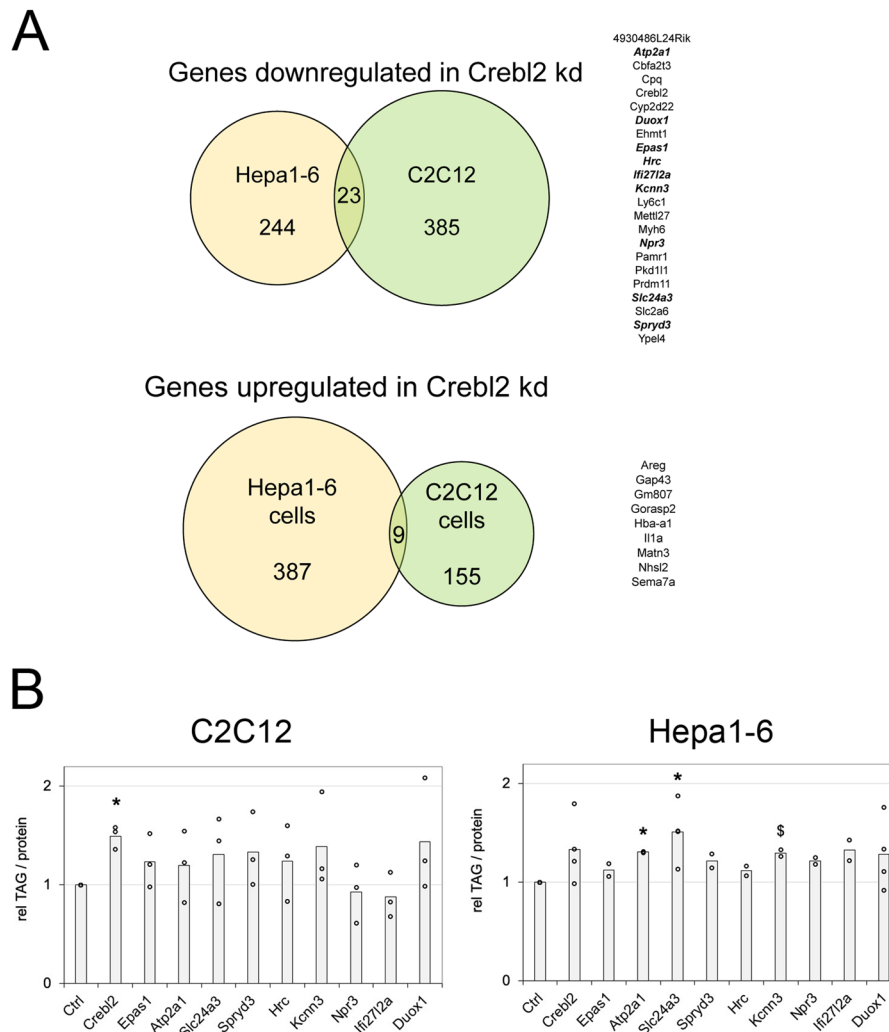 A
Genes downregulated in Crebl2 kd
Hepa1-6
244
23
C2C12
385
4930486L24Rik
Atp2a1
Cbfa2t3
Cpq
Crebl2
Cyp2d22
Duox1
Ehmt1
Epas1
Hrc
Ifi27l2a
Kcnn3
Ly6c1
Mettl27
Myh6
Npr3
Pamr1
Pkd1l1
Prdm11
Slc24a3
Slc2a6
Spryd3
Ypel4
Genes upregulated in Crebl2 kd
Hepa1-6
cells
387
9
C2C12
cells
155
Areg
Gap43
Gm807
Gorasp2
Hba-a1
Il1a
Matn3
Nhsl2
Sema7a
B
C2C12
rel TAG / protein
2
1
0
*
Ctrl
Crebl2
Epas1
Atp2a1
Slc24a3
Spryd3
Hrc
Kcnn3
Npr3
Ifi27l2a
Duox1
Hepa1-6
rel TAG / protein
2
1
0
*
*
$
Ctrl
Crebl2
Epas1
Atp2a1
Slc24a3
Spryd3
Hrc
Kcnn3
Npr3
Ifi27l2a
Duox1